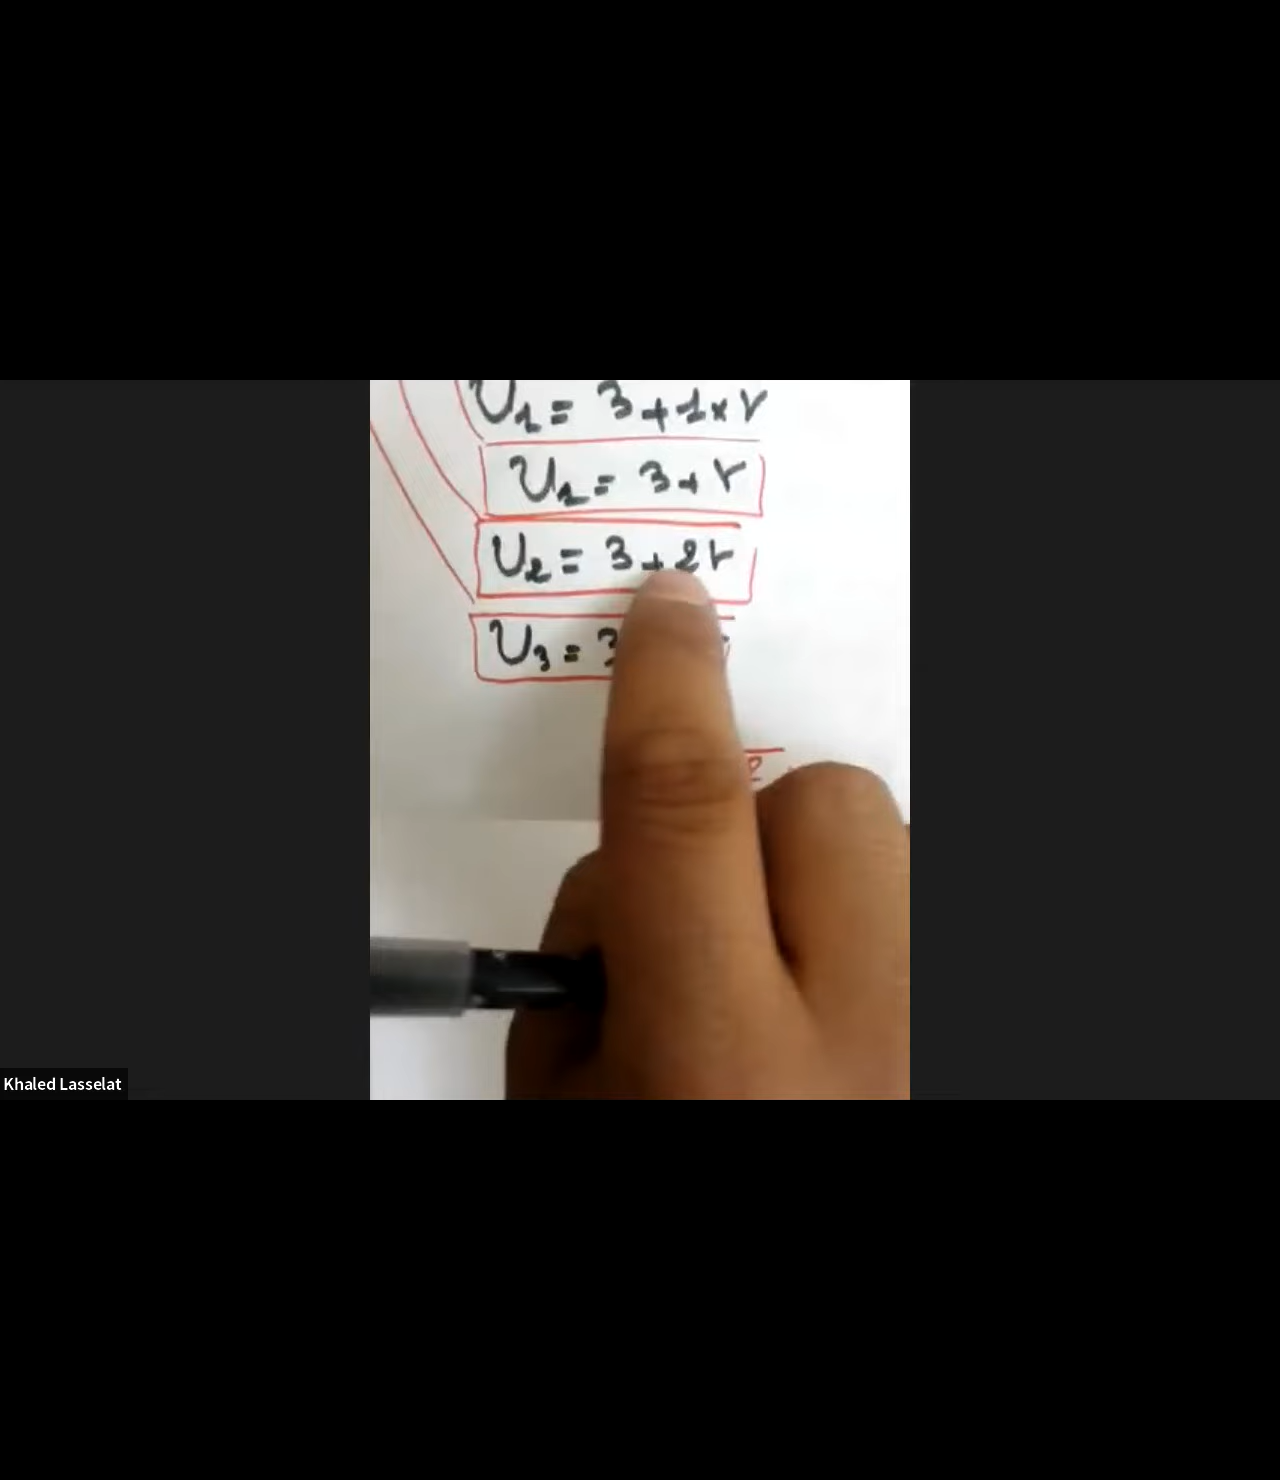 U₁ = 3 + 1 × r
U₁ = 3 + r
U₂ = 3 + 2r
U₃ = 3
Khaled Lasselat